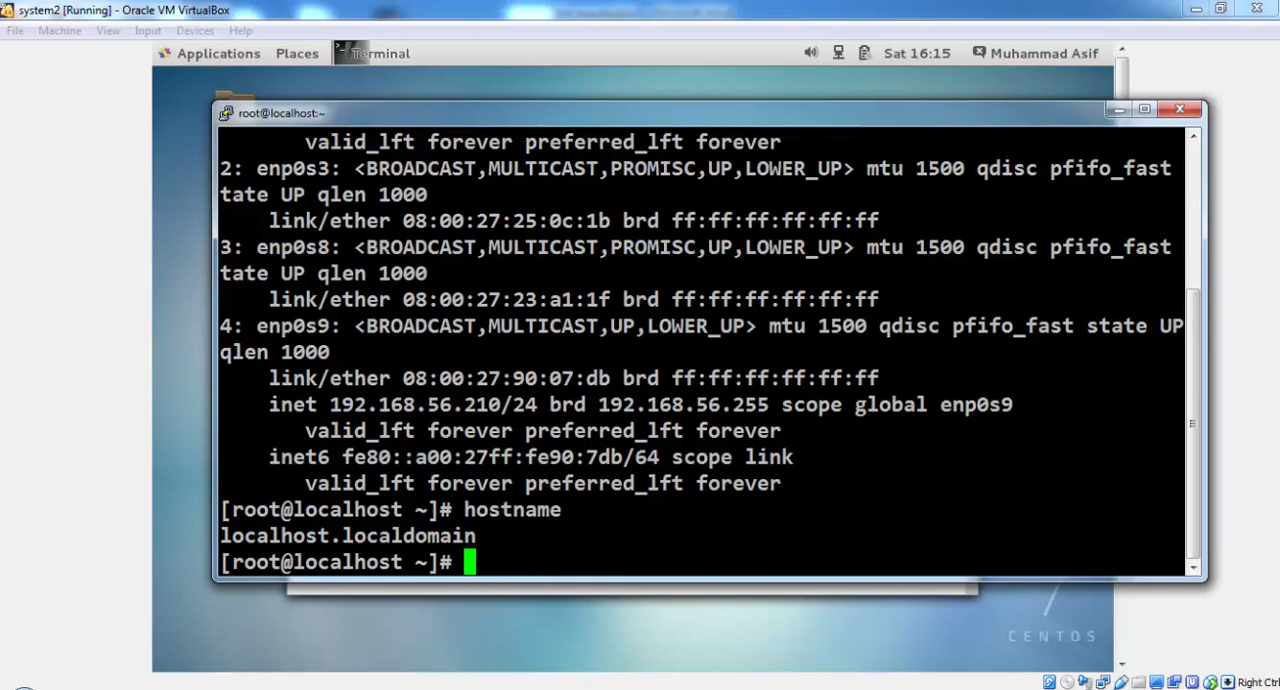 system2 [Running] - Oracle VM VirtualBox
File Machine View Input Devices Help
Applications Places Terminal Sat 16:15 Muhammad Asif
root@localhost:~
valid_lft forever preferred_lft forever
2: enp0s3: <BROADCAST,MULTICAST,PROMISC,UP,LOWER_UP> mtu 1500 qdisc pfifo_fast
tate UP qlen 1000
link/ether 08:00:27:25:0c:1b brd ff:ff:ff:ff:ff:ff
3: enp0s8: <BROADCAST,MULTICAST,PROMISC,UP,LOWER_UP> mtu 1500 qdisc pfifo_fast
tate UP qlen 1000
link/ether 08:00:27:23:a1:1f brd ff:ff:ff:ff:ff:ff
4: enp0s9: <BROADCAST,MULTICAST,UP,LOWER_UP> mtu 1500 qdisc pfifo_fast state UP
qlen 1000
link/ether 08:00:27:90:07:db brd ff:ff:ff:ff:ff:ff
inet 192.168.56.210/24 brd 192.168.56.255 scope global enp0s9
valid_lft forever preferred_lft forever
inet6 fe80::a00:27ff:fe90:7db/64 scope link
valid_lft forever preferred_lft forever
[root@localhost ~]# hostname
localhost.localdomain
[root@localhost ~]#
7
CENTOS
Right Ctrl